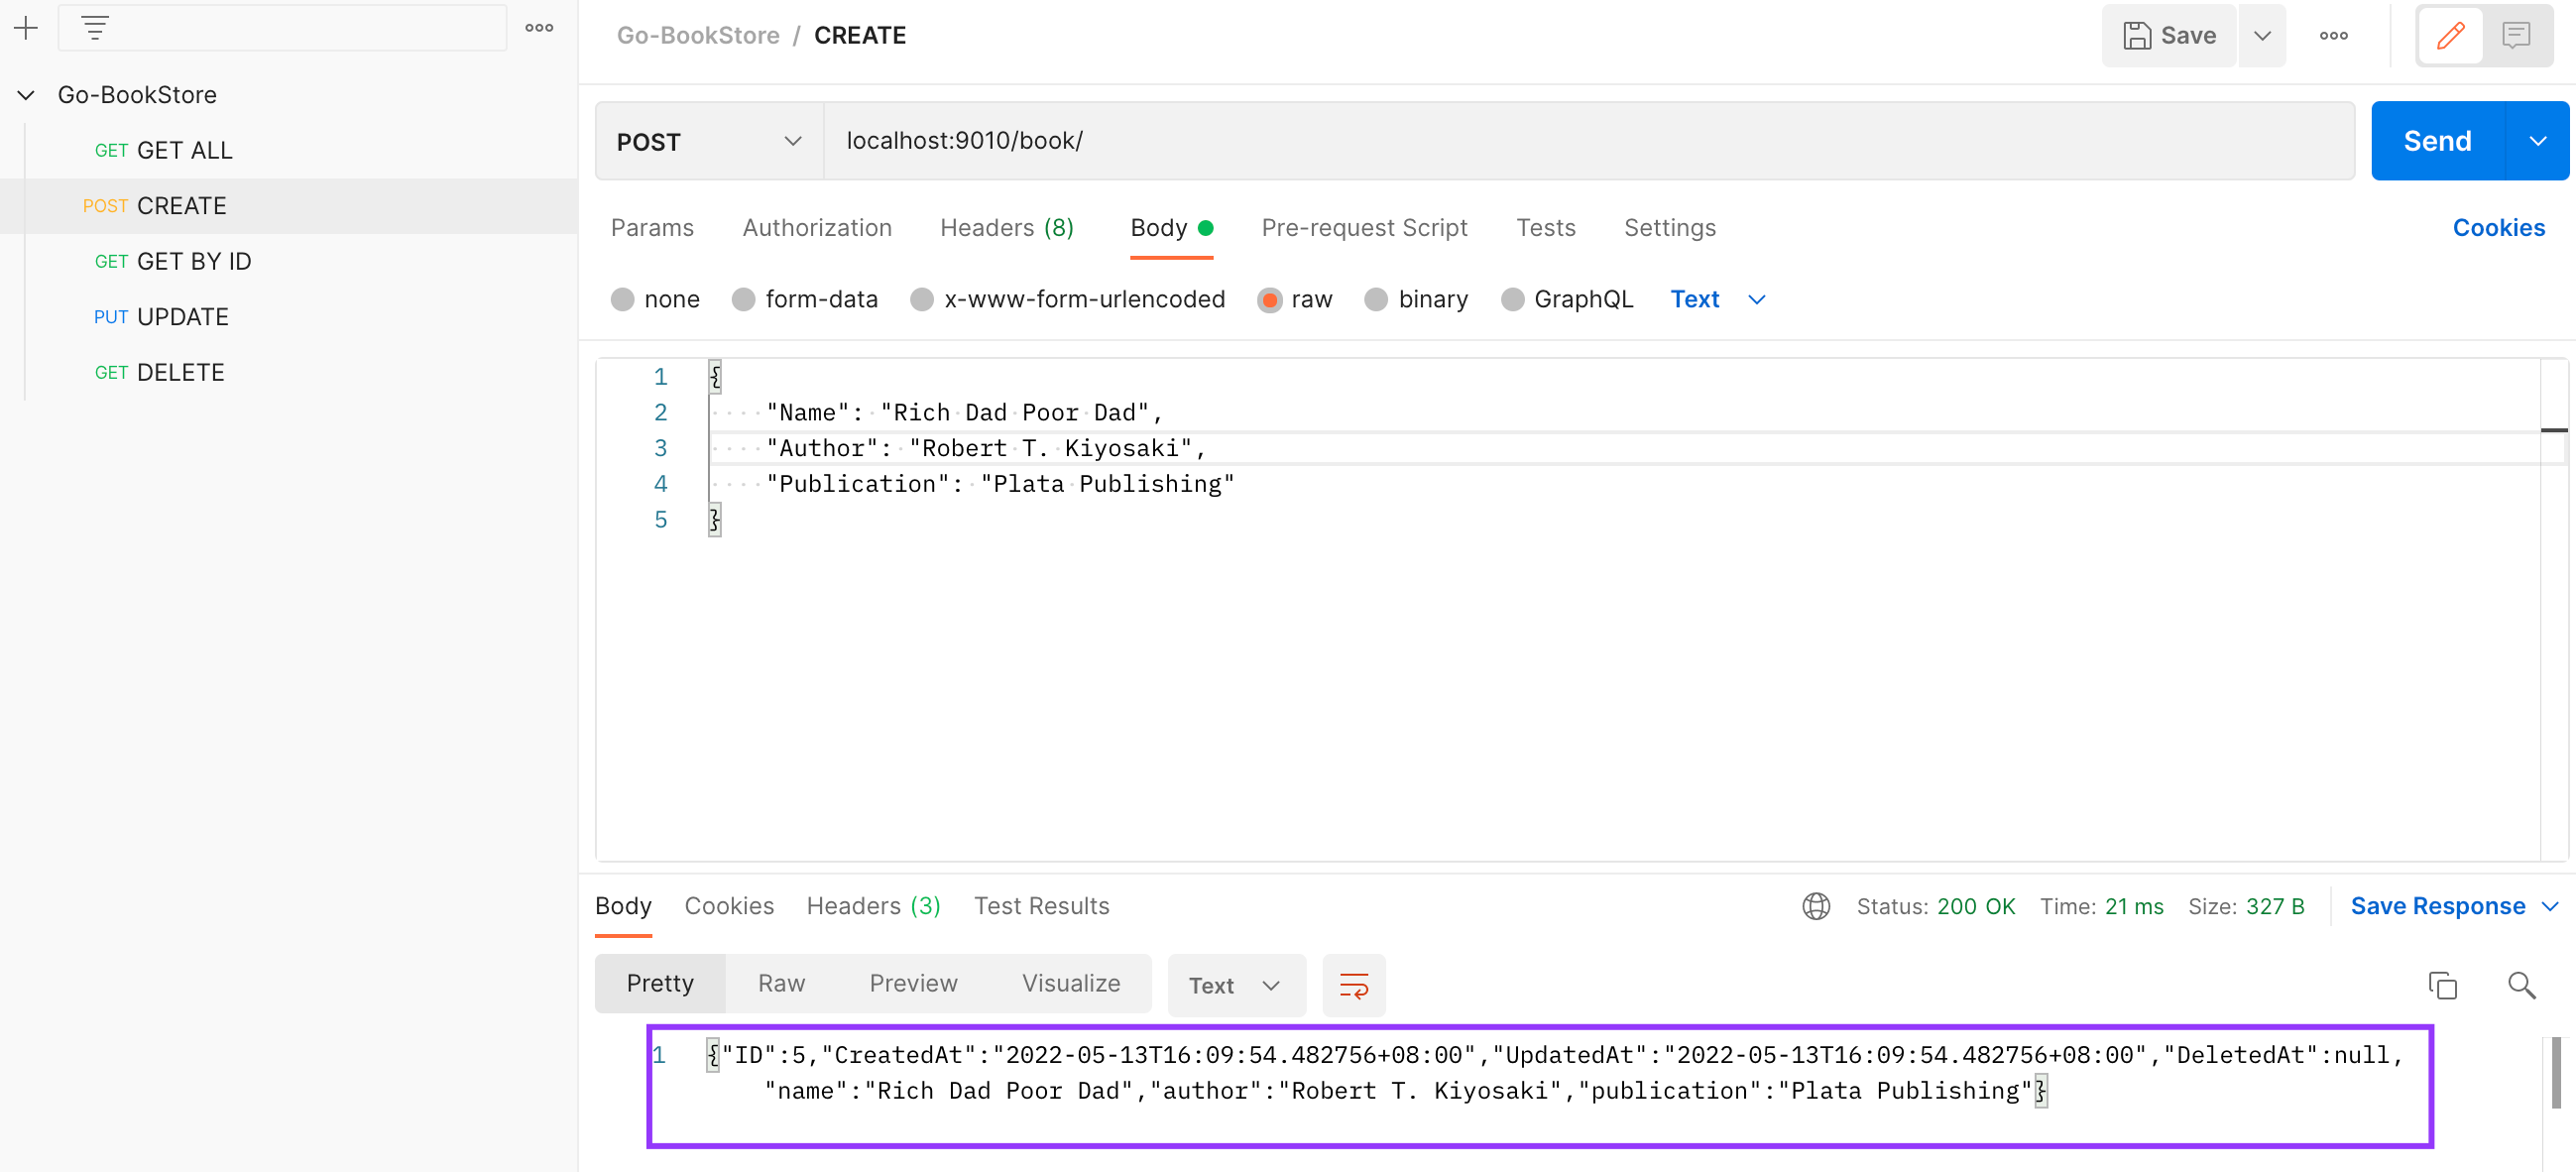 Go-BookStore
GET GET ALL
POST CREATE
GET GET BY ID
PUT UPDATE
GET DELETE
Go-BookStore / CREATE
Save
POST
localhost:9010/book/
Send
Params Authorization Headers (8) Body Pre-request Script Tests Settings
Cookies
none form-data x-www-form-urlencoded raw binary GraphQL Text
1 {
2 "Name": "Rich Dad Poor Dad",
3 "Author": "Robert T. Kiyosaki",
4 "Publication": "Plata Publishing"
5 }
Body Cookies Headers (3) Test Results
Status: 200 OK Time: 21 ms Size: 327 B
Save Response
Pretty Raw Preview Visualize
Text
1 {"ID":5,"CreatedAt":"2022-05-13T16:09:54.482756+08:00","UpdatedAt":"2022-05-13T16:09:54.482756+08:00","DeletedAt":null,
"name":"Rich Dad Poor Dad","author":"Robert T. Kiyosaki","publication":"Plata Publishing"}